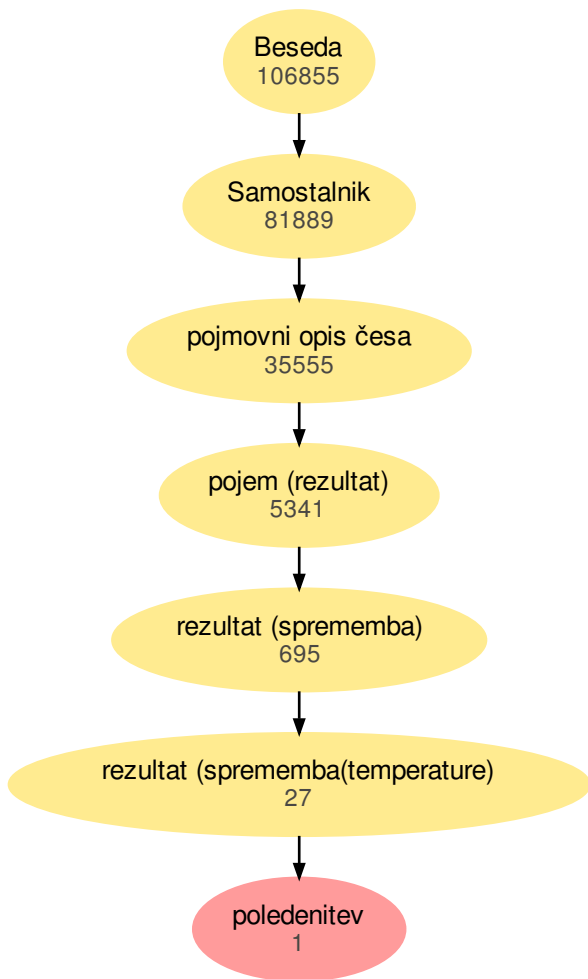 Beseda
106855
Samostalnik
81889
pojmovni opis česa
35555
pojem (rezultat)
5341
rezultat (sprememba)
695
rezultat (sprememba(temperature)
27
poledenitev
1